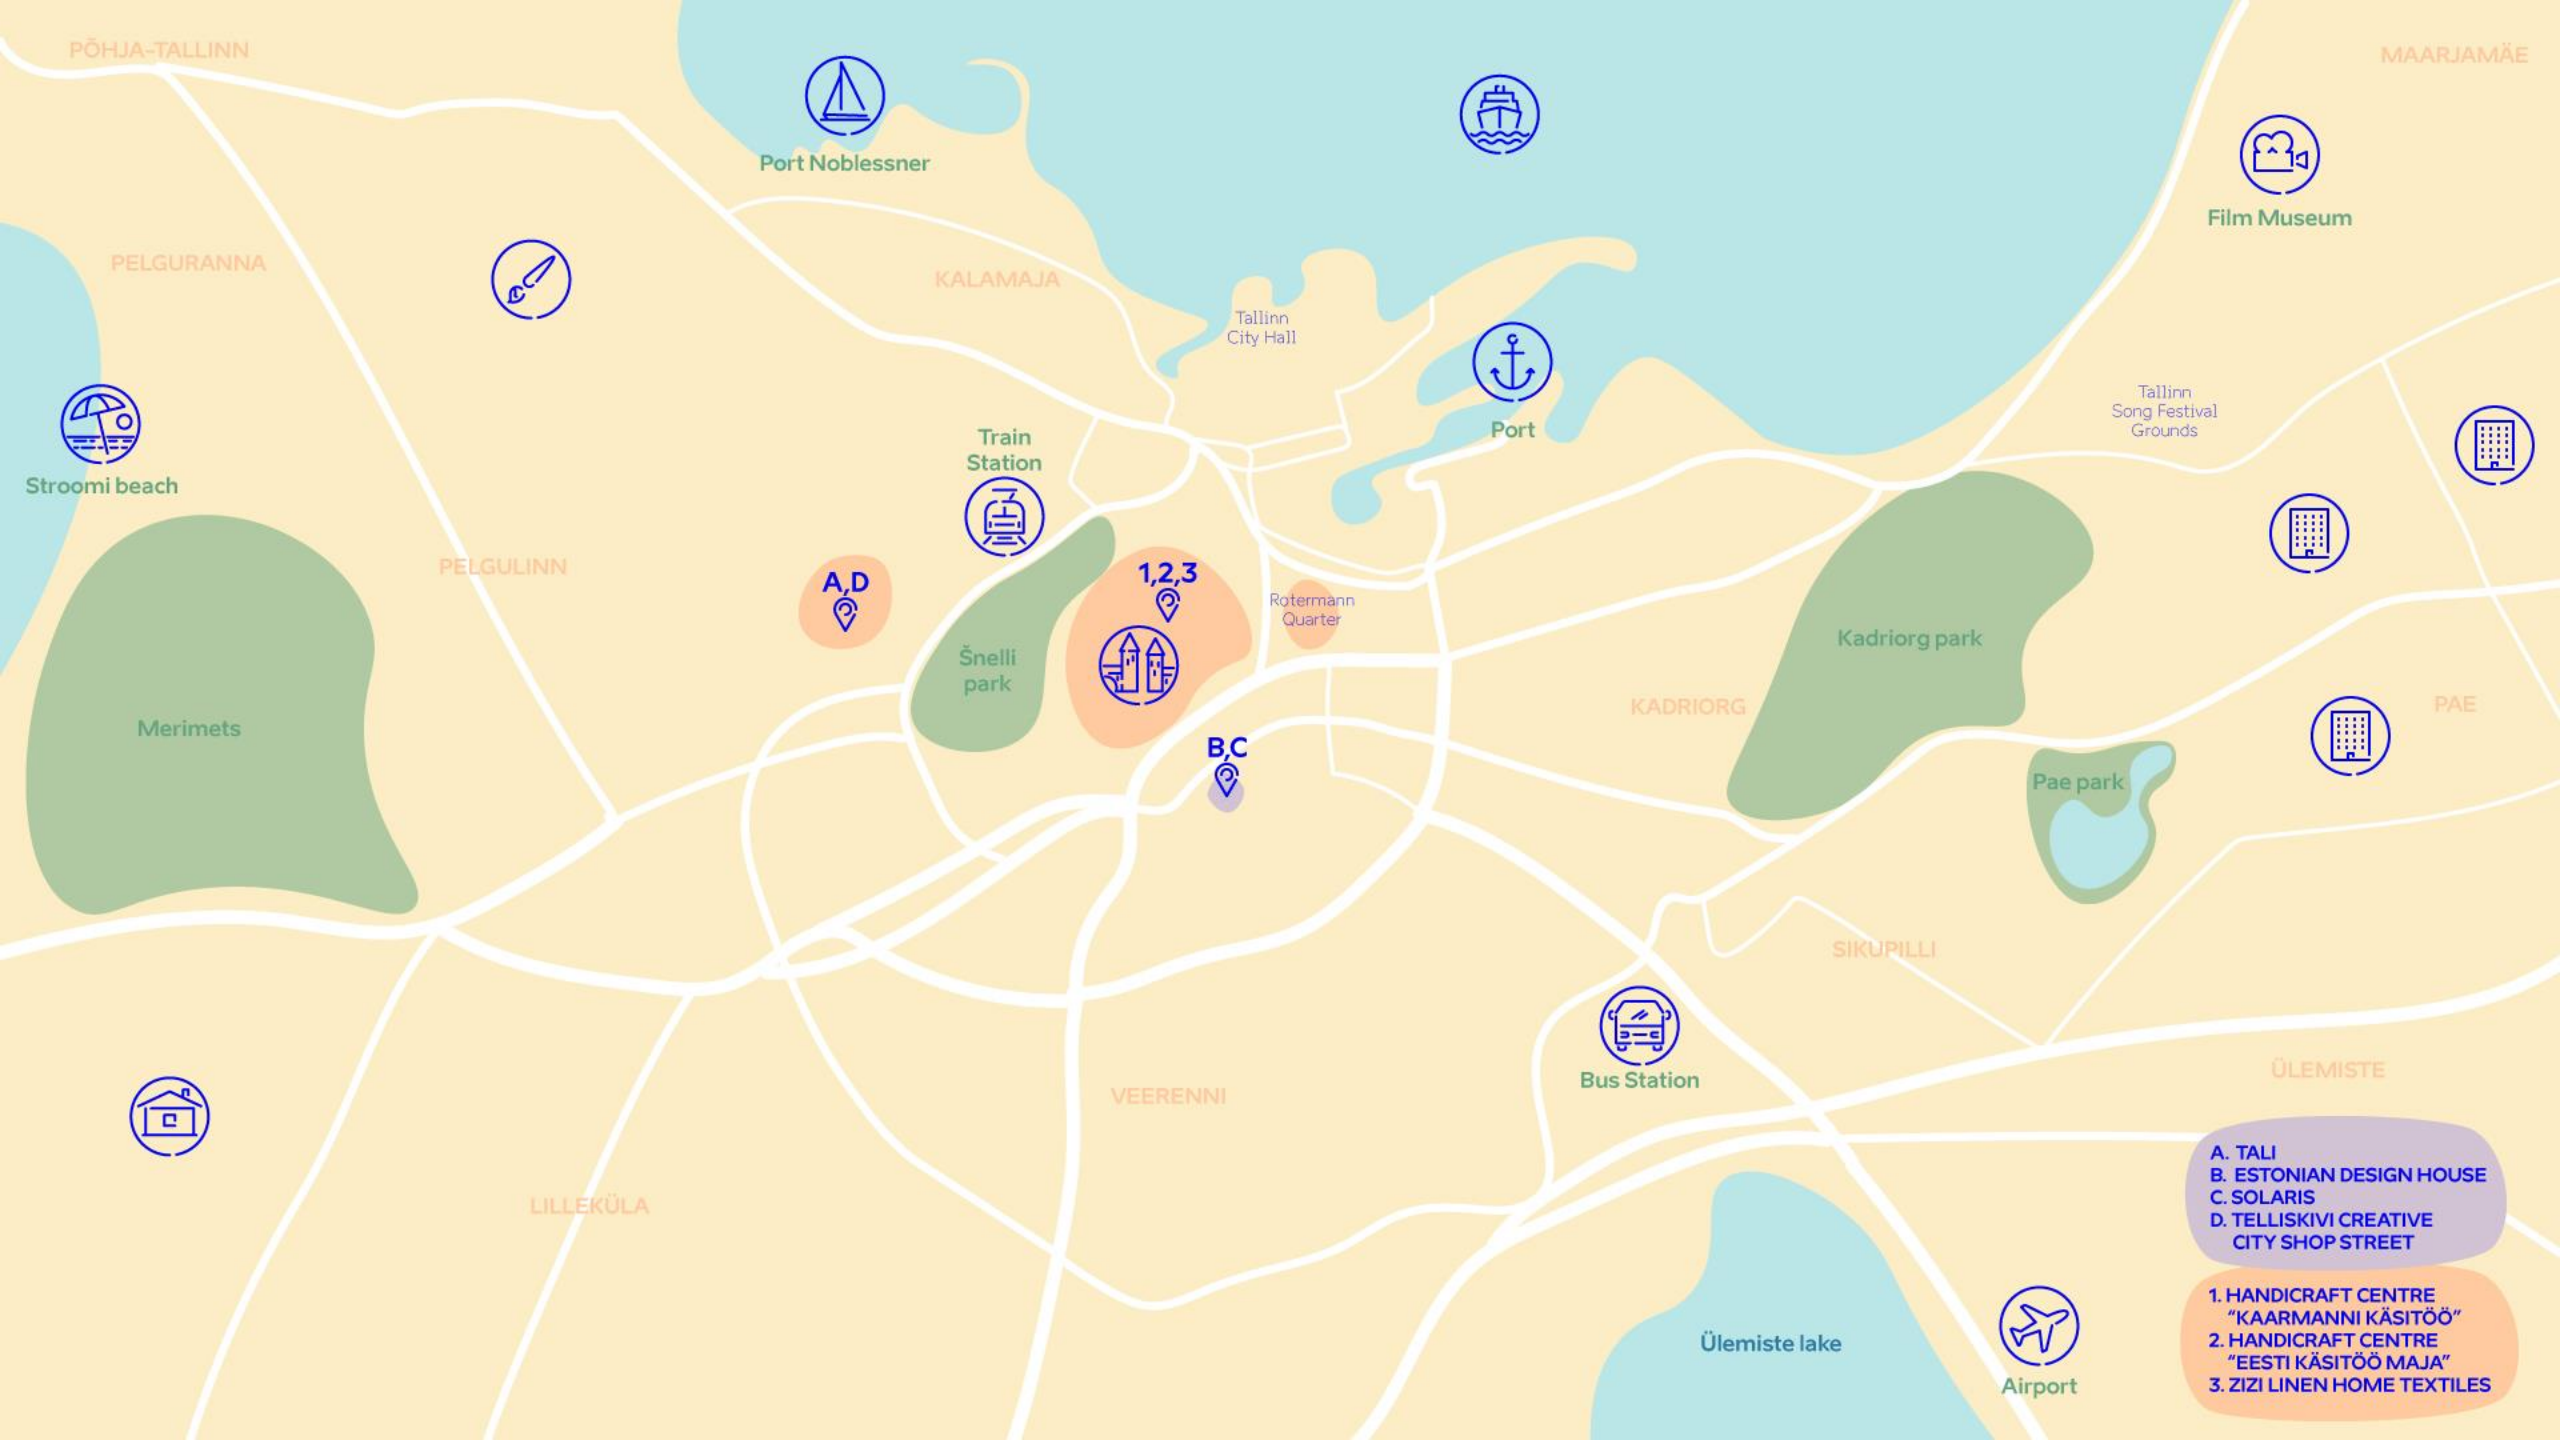 PÕHJA-TALLINN
MAARJAMÄE
Port Noblessner
Film Museum
PELGURANNA
KALAMAJA
Tallinn
City Hall
Tallinn
Song Festival
Grounds
Port
Train
Station
Stroomi beach
PELGULINN
A,D
1,2,3
Rotermann
Quarter
Kadriorg park
Šnelli
park
KADRIORG
PAE
Merimets
B,C
Pae park
SIKUPILLI
Bus Station
ÜLEMISTE
VEERENNI
LILLEKÜLA
A. TALI
B. ESTONIAN DESIGN HOUSE
C. SOLARIS
D. TELLISKIVI CREATIVE
CITY SHOP STREET
1. HANDICRAFT CENTRE
“KAARMANNI KÄSITÖÖ”
2. HANDICRAFT CENTRE
“EESTI KÄSITÖÖ MAJA”
3. ZIZI LINEN HOME TEXTILES
Ülemiste lake
Airport